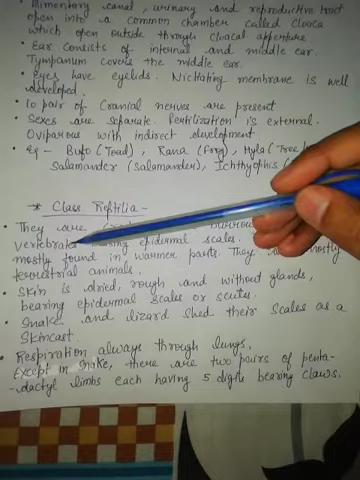 Alimentary canal, urinary and reproductive tract
open into a common chamber called cloaca
which open outside through cloacal apperture.
• Ear consists of internal and middle ear.
Tympanum covers the middle ear.
• Eyes have eyelids. Nictitating membrane is well
developed.
• 10 pair of Cranial nerves are present
• Sexes are separate. Fertilization is external.
Oviparous with indirect development
• Eg - Bufo (Toad), Rana (Frog), Hyla (Tree
Salamander (Salamander), Ichthyophis (
* Class Reptilia -
• They are
vertebrates having epidermal scales.
mostly found in warmer parts. They mostly
terrestrial animals.
• Skin is dried, rough and without glands,
bearing epidermal scales or scutes.
• Snake and lizard shed their scales as a
Skincast.
• Respiration always through lungs.
Except in snake, there are two pairs of penta-
-dactyl limbs each having 5 digits bearing claws.